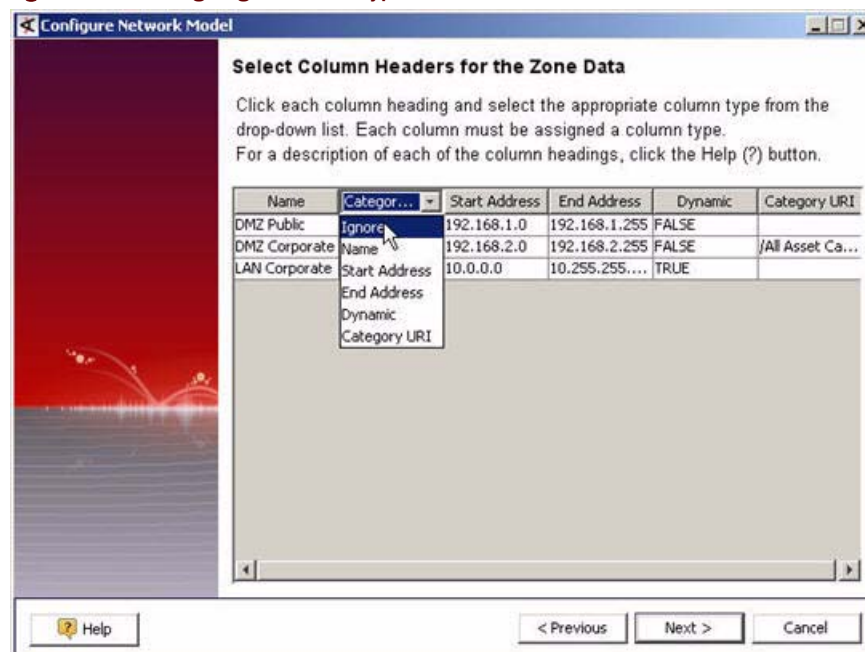 Configure Network Model
Select Column Headers for the Zone Data
Click each column heading and select the appropriate column type from the
drop-down list. Each column must be assigned a column type.
For a description of each of the column headings, click the Help (?) button.
Name Categor... Start Address End Address Dynamic Category URI
DMZ Public 192.168.1.0 192.168.1.255 FALSE
DMZ Corporate 192.168.2.0 192.168.2.255 FALSE /All Asset Ca...
LAN Corporate 10.0.0.0 10.255.255.... TRUE
Ignore
Name
Start Address
End Address
Dynamic
Category URI
Help < Previous Next > Cancel